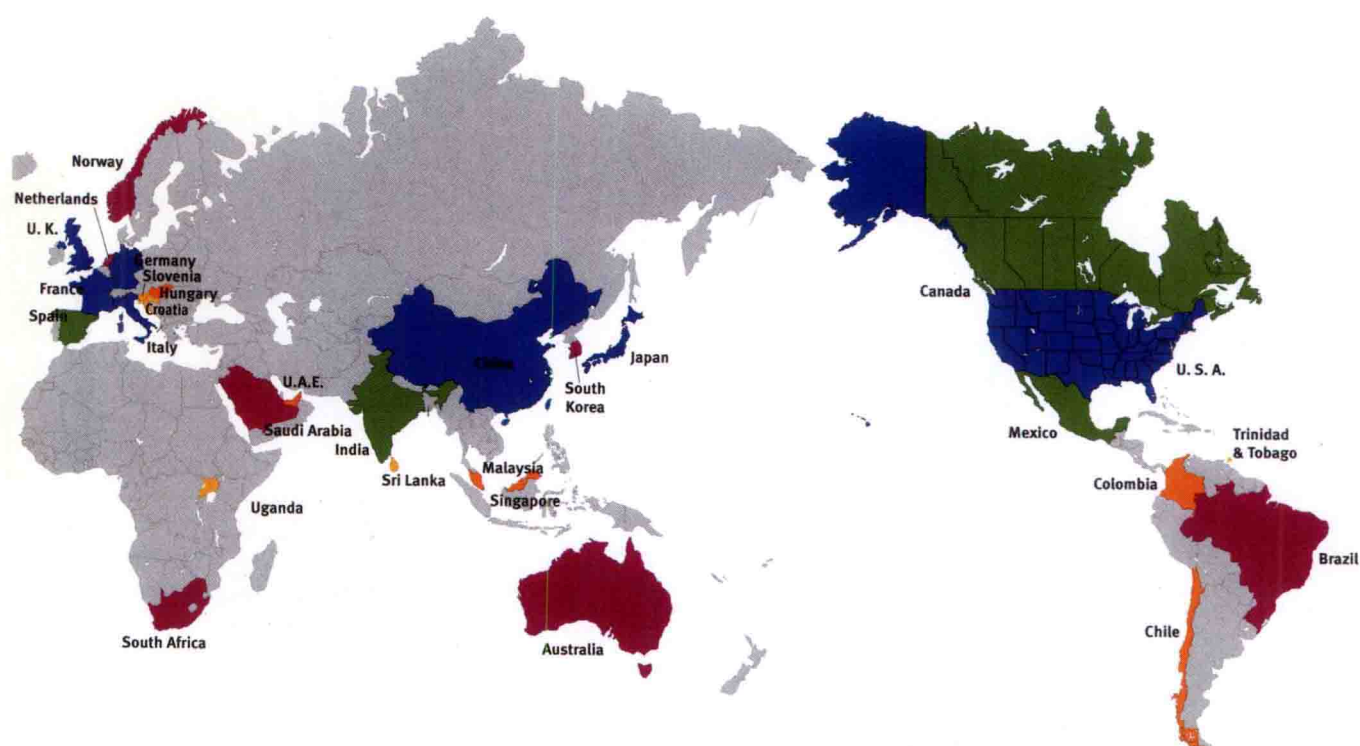 Norway
Netherlands
U. K.
Germany
Slovenia
France
Hungary
Croatia
Spain
Italy
U.A.E.
Saudi Arabia
India
China
Japan
South
Korea
Sri Lanka
Malaysia
Singapore
Uganda
South Africa
Australia
Canada
U. S. A.
Mexico
Trinidad
& Tobago
Colombia
Brazil
Chile